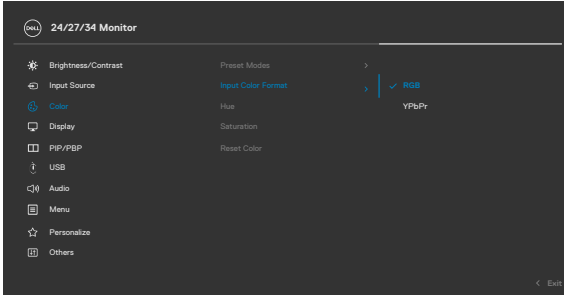 DELL 24/27/34 Monitor
Brightness/Contrast Preset Modes >
Input Source Input Color Format > ✓ RGB
Color Hue YPbPr
Display Saturation
PIP/PBP Reset Color
USB
Audio
Menu
Personalize
Others
< Exit